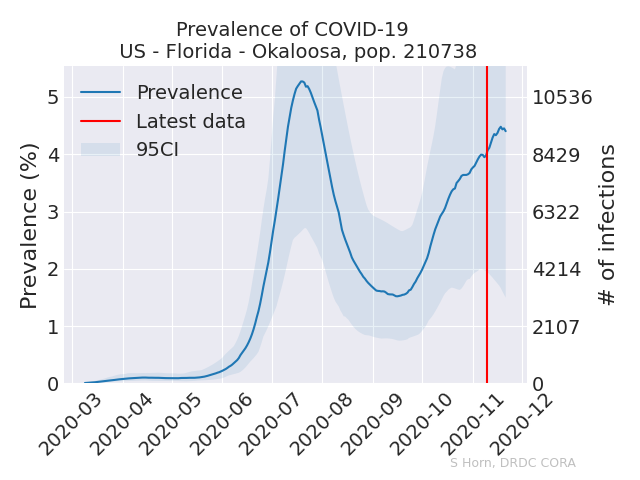 Prevalence of COVID-19
US - Florida - Okaloosa, pop. 210738
Prevalence
Latest data
95CI
Prevalence (%)
5
4
3
2
1
0
10536
8429
6322
4214
2107
0
# of infections
2020-03
2020-04
2020-05
2020-06
2020-07
2020-08
2020-09
2020-10
2020-11
2020-12
S Horn, DRDC CORA